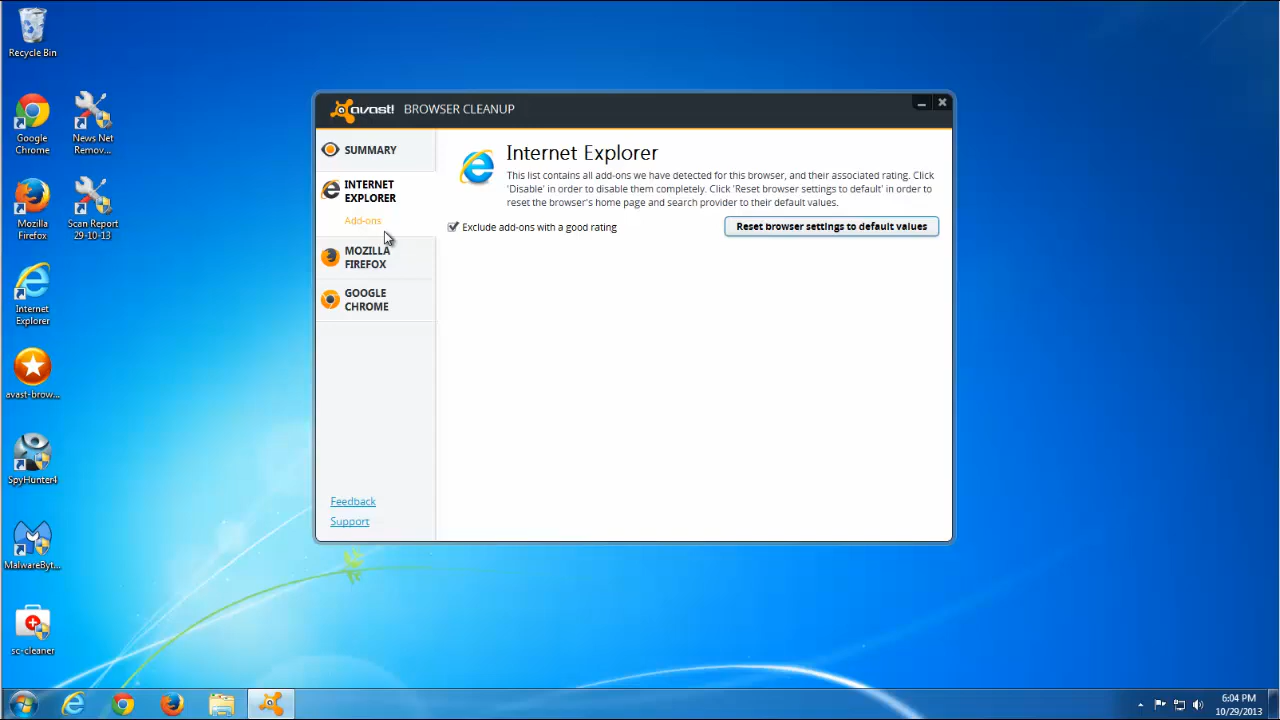 Recycle Bin
Google
Chrome
News Net
Remov...
Mozilla
Firefox
Scan Report
29-10-13
Internet
Explorer
avast-brow...
SpyHunter4
MalwareByt...
sc-cleaner
avast! BROWSER CLEANUP
SUMMARY
INTERNET
EXPLORER
Add-ons
MOZILLA
FIREFOX
GOOGLE
CHROME
Feedback
Support
Internet Explorer
This list contains all add-ons we have detected for this browser, and their associated rating. Click
'Disable' in order to disable them completely. Click 'Reset browser settings to default' in order to
reset the browser's home page and search provider to their default values.
Exclude add-ons with a good rating
Reset browser settings to default values
6:04 PM
10/29/2013